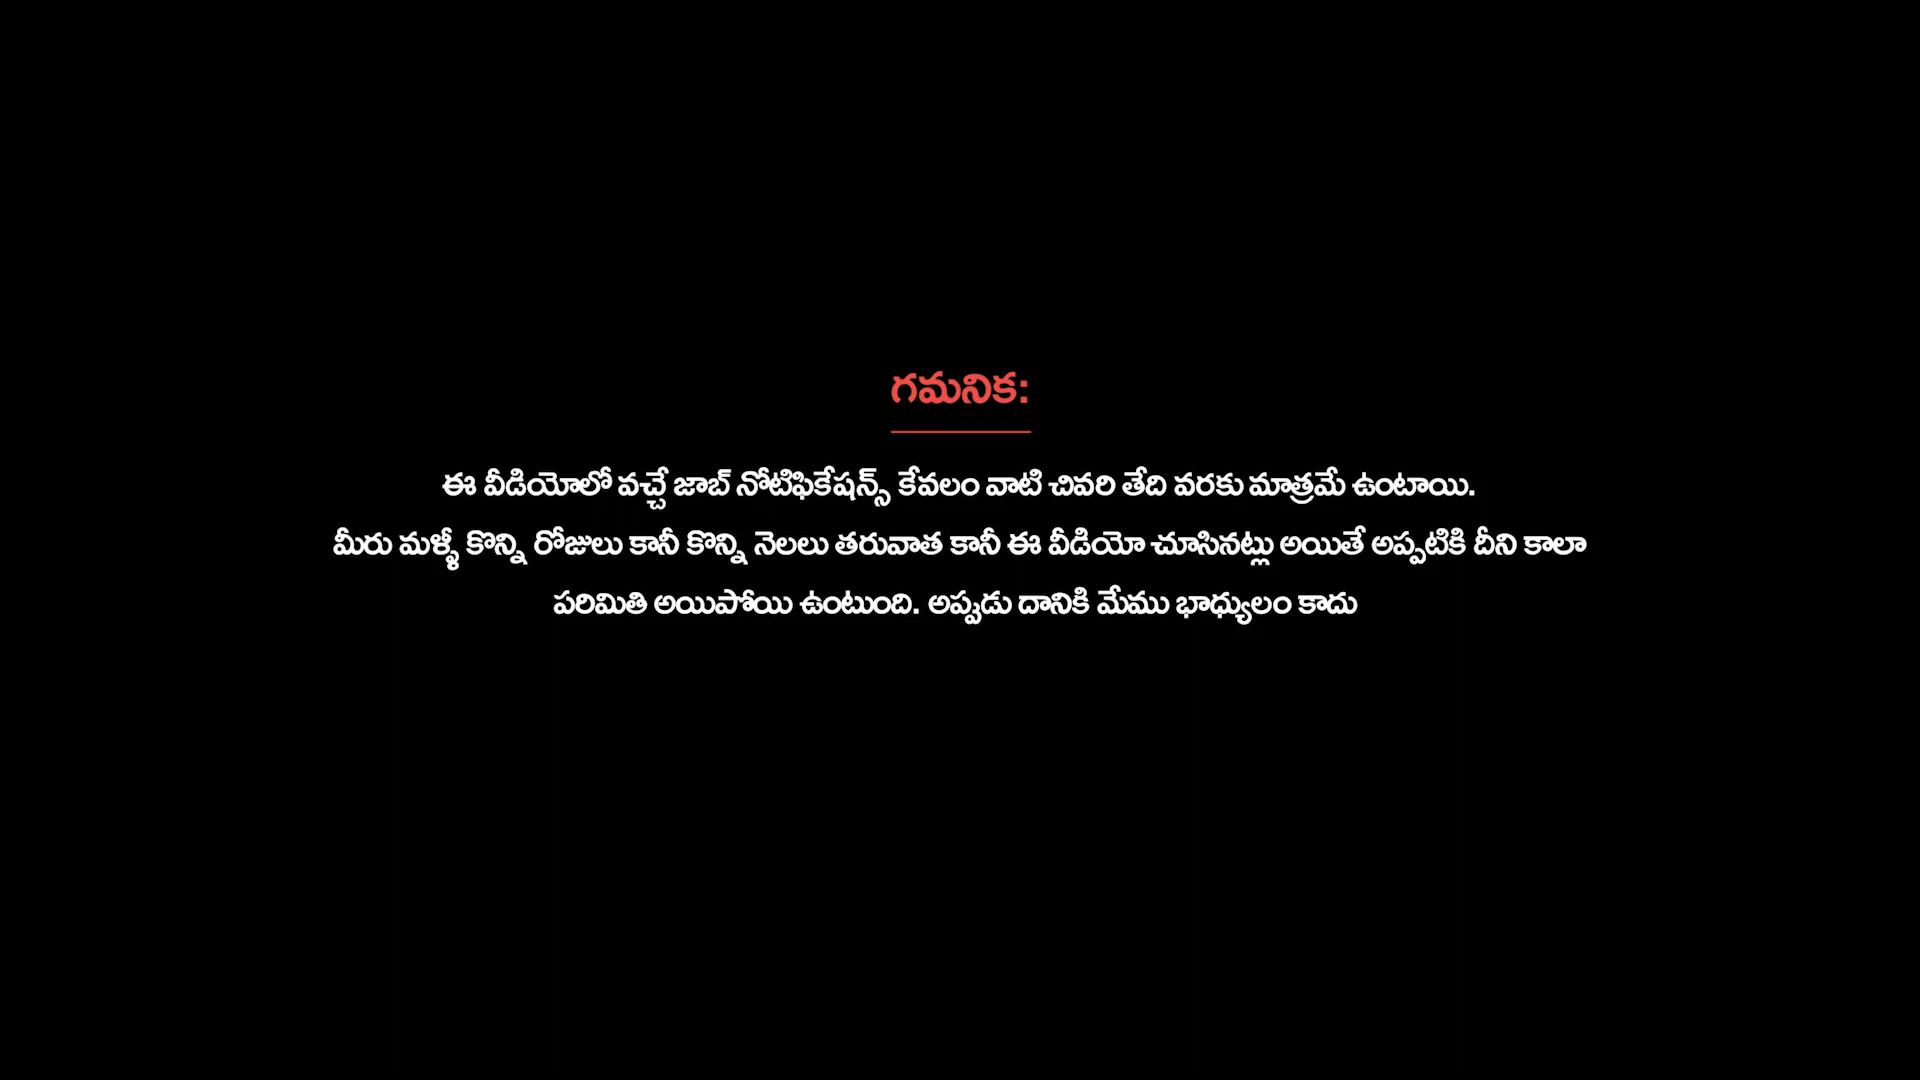 గమనిక:
ఈ వీడియోలో వచ్చే జాబ్ నోటిఫికేషన్స్ కేవలం వాటి చివరి తేది వరకు మాత్రమే ఉంటాయి.
మీరు మళ్ళీ కొన్ని రోజులు కానీ కొన్ని నెలలు తరువాత కానీ ఈ వీడియో చూసినట్లు అయితే అప్పటికి దీని కాలా
పరిమితి అయిపోయి ఉంటుంది. అప్పుడు దానికి మేము భాధ్యులం కాదు